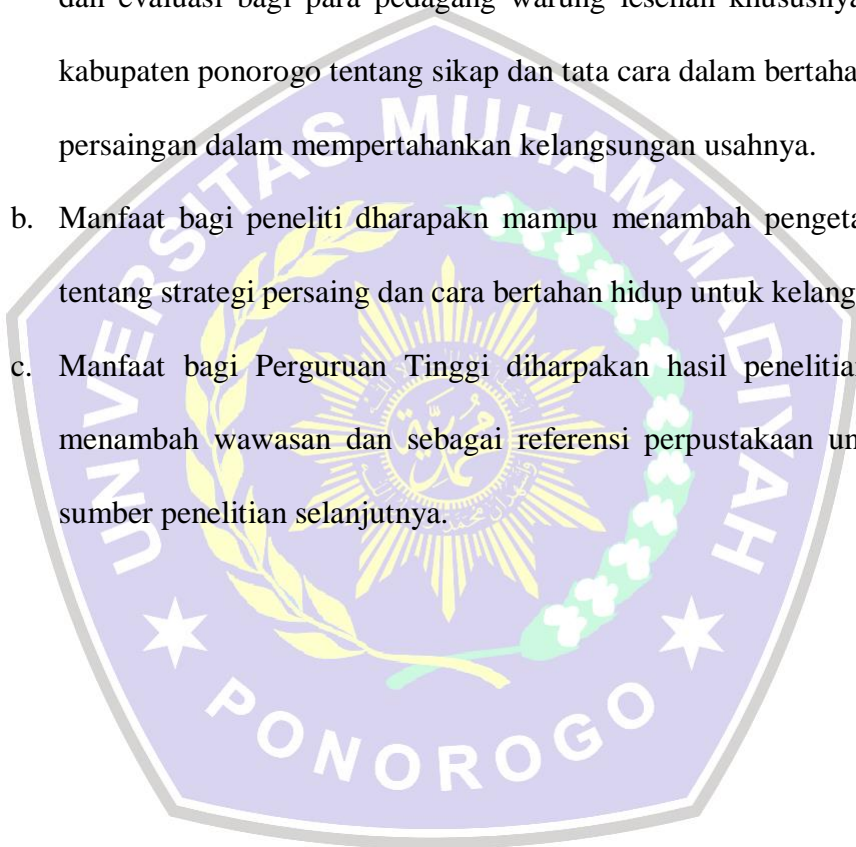 dan evaluasi bagi para pedagang warung lesehan khususnya
kabupaten ponorogo tentang sikap dan tata cara dalam bertaha
persaingan dalam mempertahankan kelangsungan usahnya.
b. Manfaat bagi peneliti dharapakn mampu menambah pengeta
tentang strategi persaing dan cara bertahan hidup untuk kelang
c. Manfaat bagi Perguruan Tinggi diharpakan hasil penelitian
menambah wawasan dan sebagai referensi perpustakaan un
sumber penelitian selanjutnya.
UNIVERSITAS MUHAMMADIYAH
PONOROGO